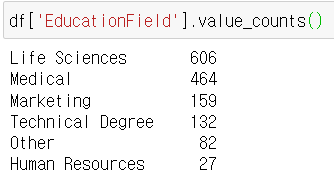 df['EducationField'].value_counts()
Life Sciences 606
Medical 464
Marketing 159
Technical Degree 132
Other 82
Human Resources 27